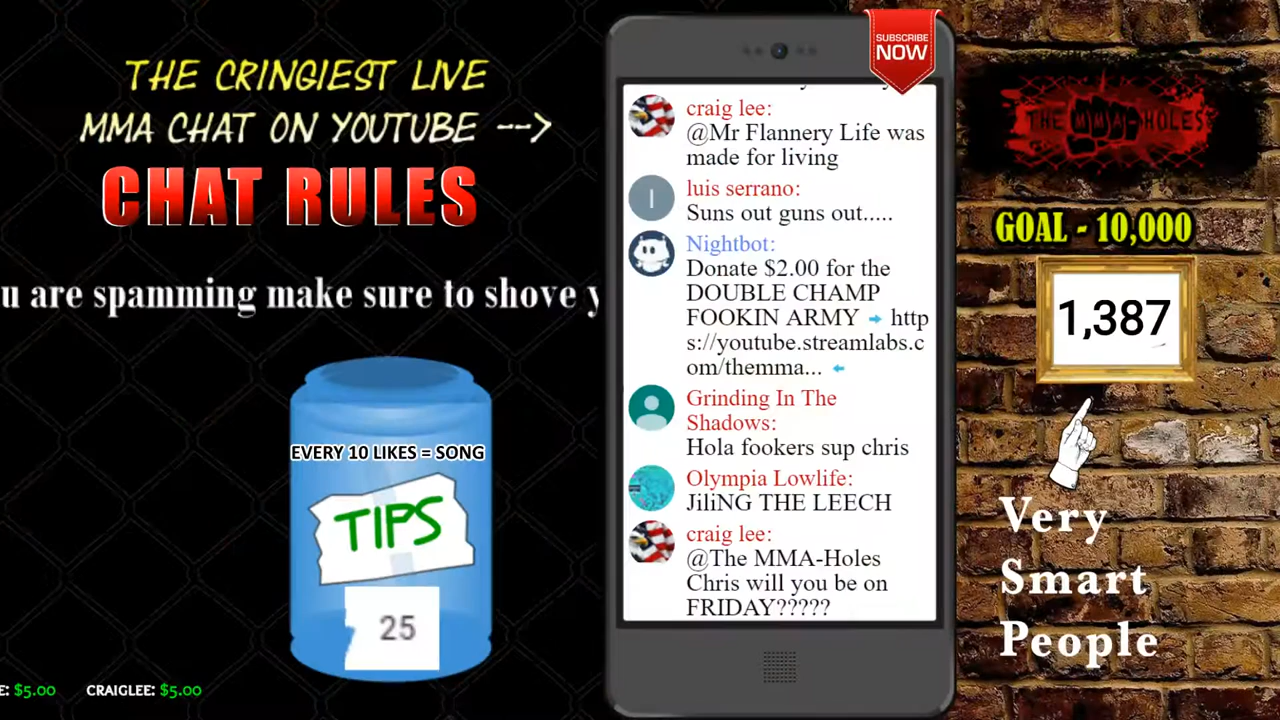 THE CRINGIEST LIVE
MMA CHAT ON YOUTUBE -->
CHAT RULES
u are spamming make sure to shove y
EVERY 10 LIKES = SONG
TIPS
25
E: $5.00 CRAIGLEE: $5.00
SUBSCRIBE
NOW
craig lee:
@Mr Flannery Life was
made for living
luis serrano:
I
Suns out guns out.....
Nightbot:
Donate $2.00 for the
DOUBLE CHAMP
FOOKIN ARMY http
s://youtube.streamlabs.c
om/themma...
Grinding In The
Shadows:
Hola fookers sup chris
Olympia Lowlife:
JiliNG THE LEECH
craig lee:
@The MMA-Holes
Chris will you be on
FRIDAY?????
THE MMA-HOLES
GOAL - 10,000
1,387
Very
Smart
People